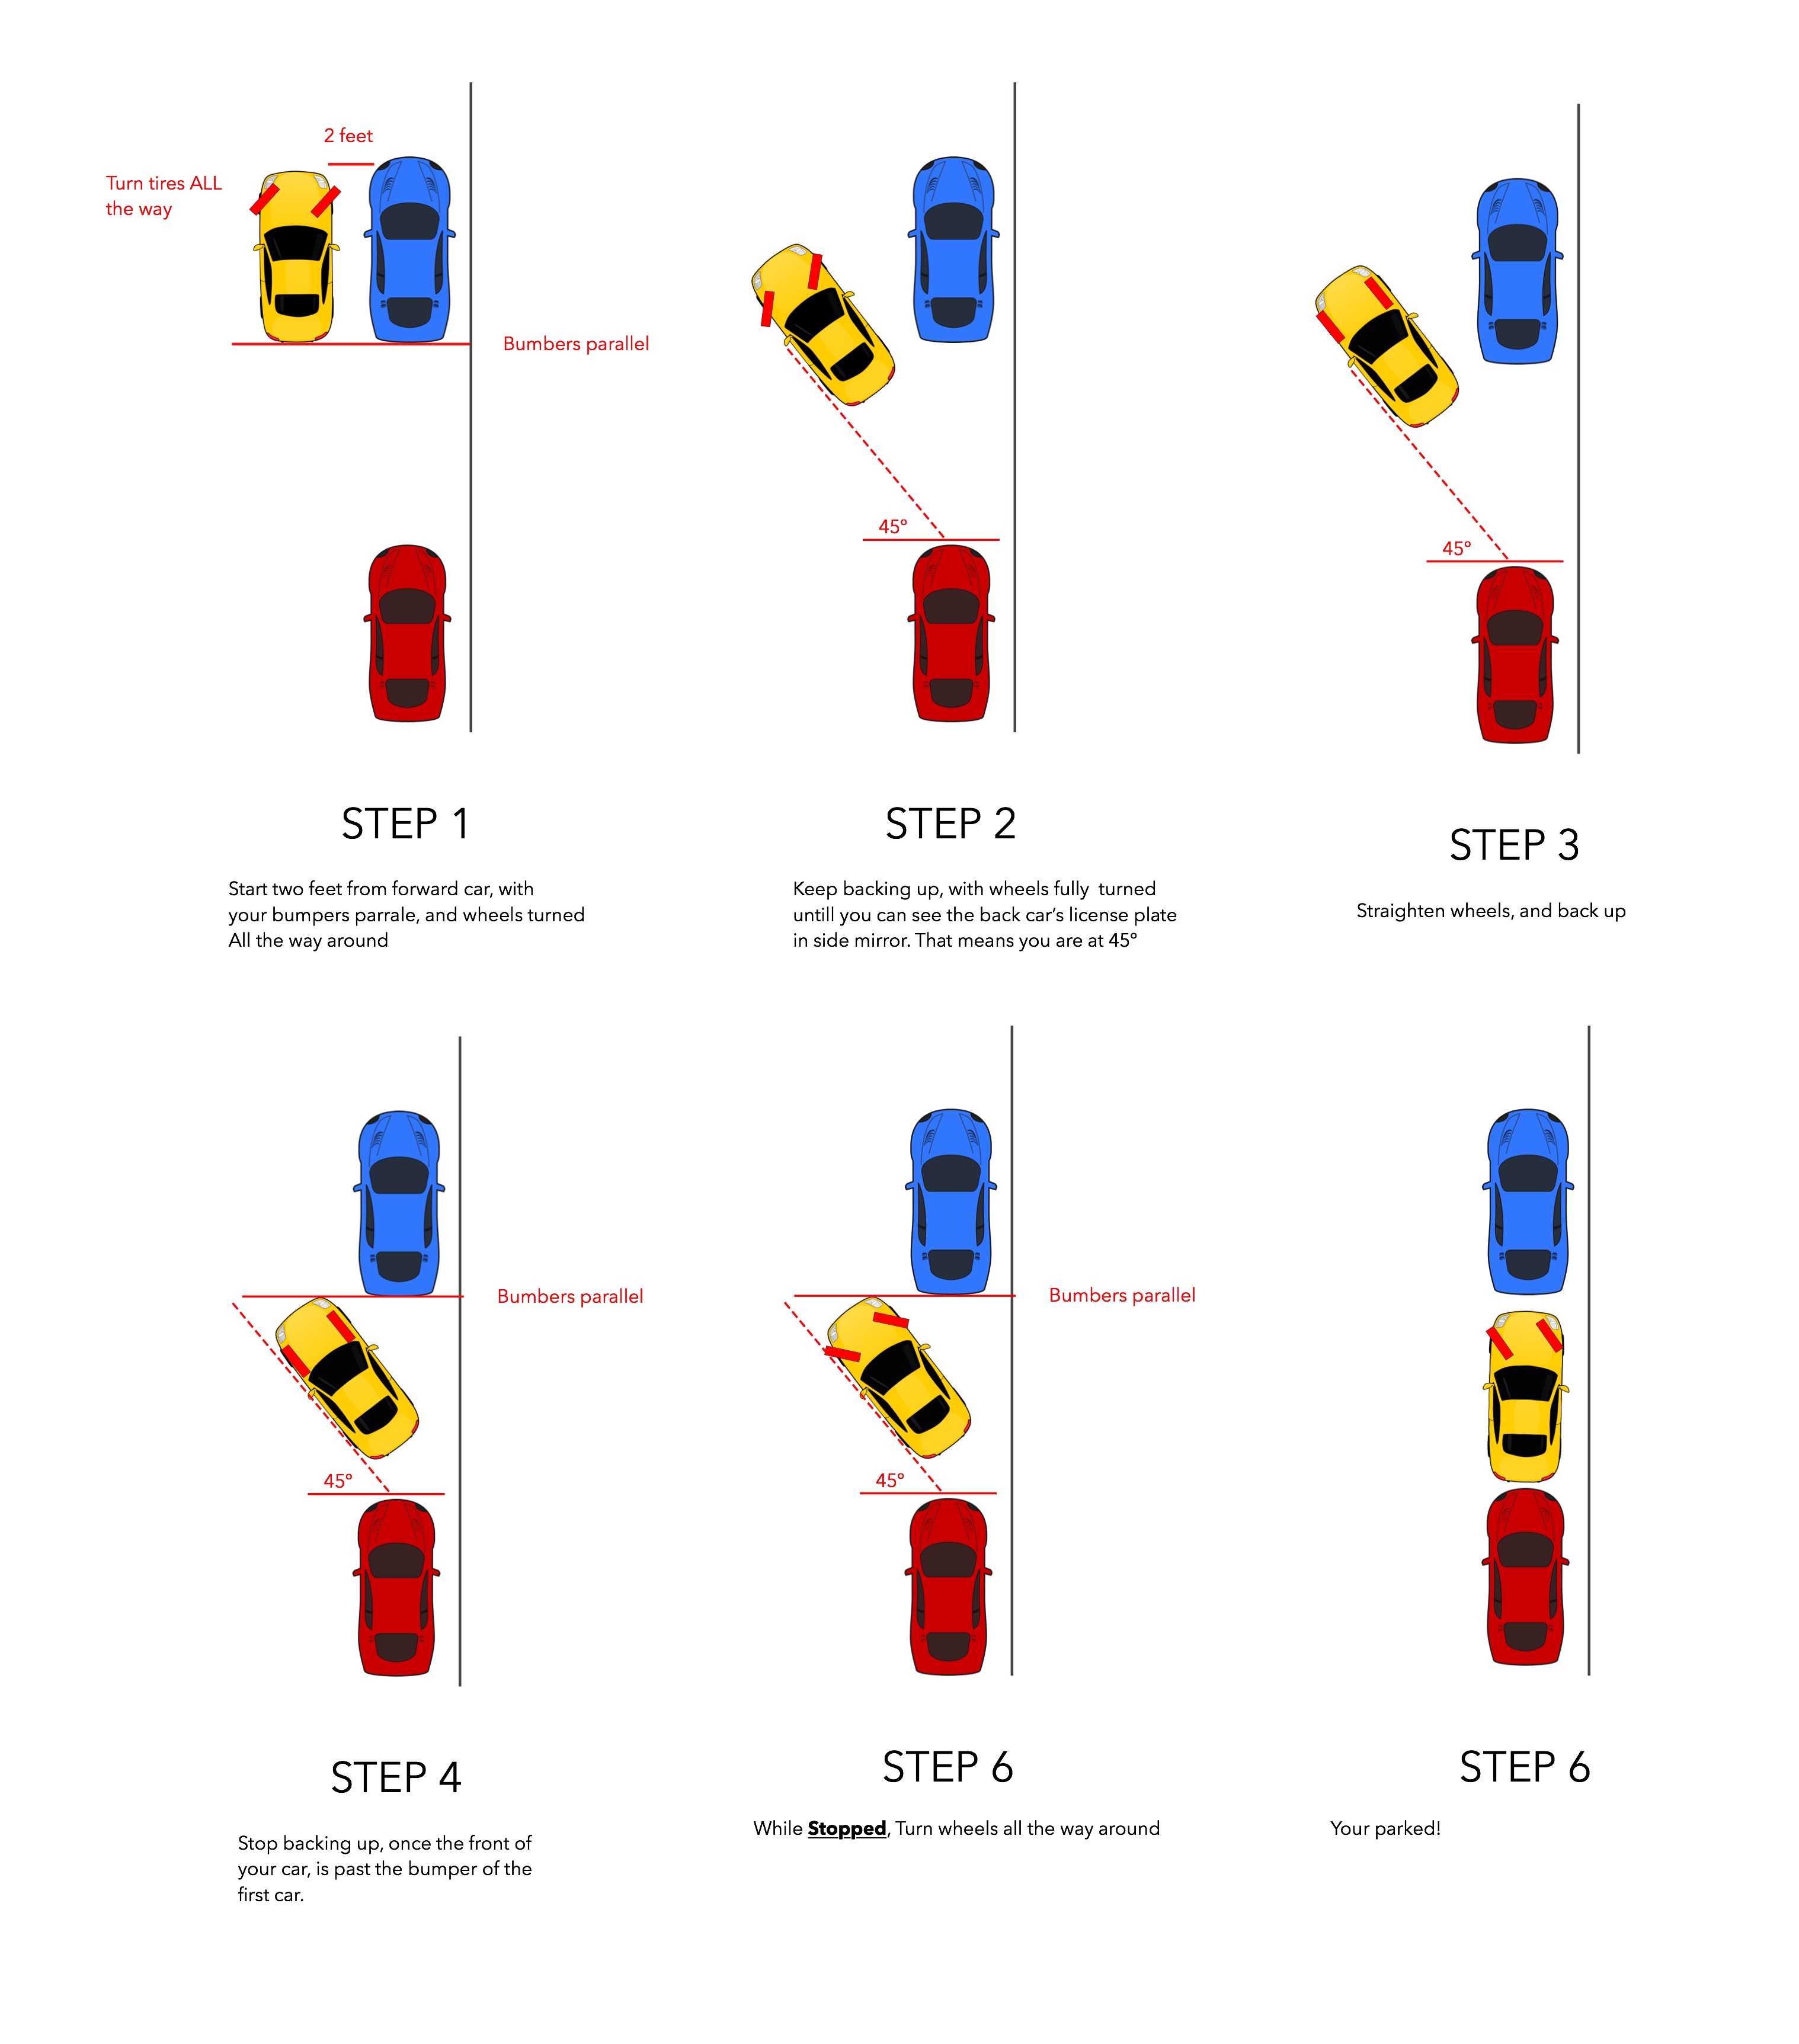 2 feet
Turn tires ALL
the way
Bumbers parallel
45°
45°
STEP 1
Start two feet from forward car, with
your bumpers parrale, and wheels turned
All the way around
STEP 2
Keep backing up, with wheels fully  turned
untill you can see the back car’s license plate
in side mirror. That means you are at 45°
STEP 3
Straighten wheels, and back up
Bumbers parallel
45°
Bumbers parallel
45°
STEP 4
Stop backing up, once the front of
your car, is past the bumper of the
first car.
STEP 6
While Stopped, Turn wheels all the way around
STEP 6
Your parked!